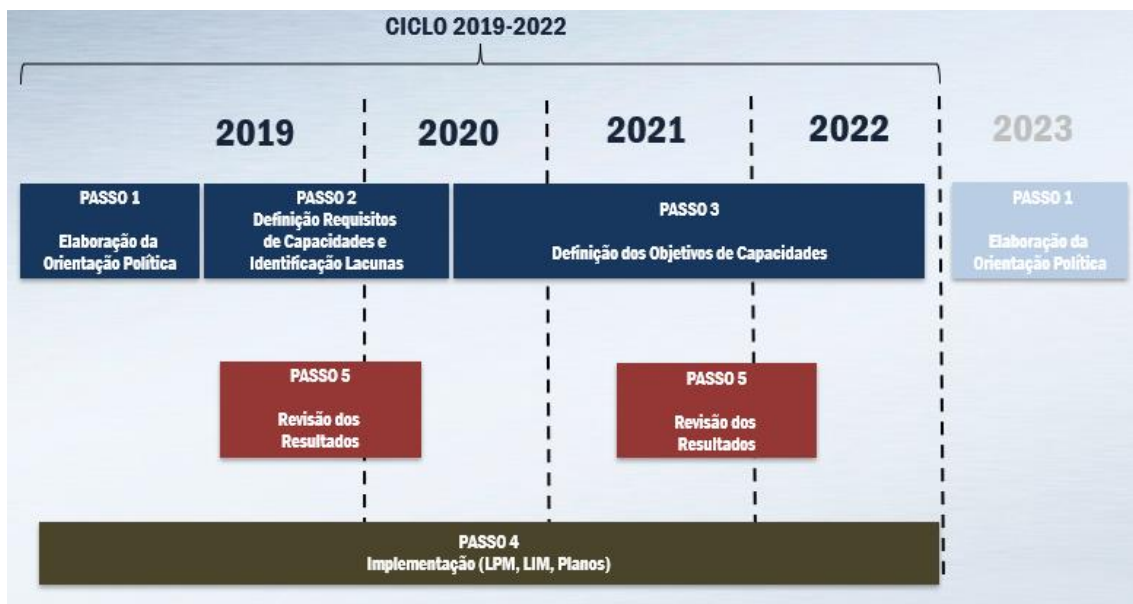 CICLO 2019-2022
2019
2020
2021
2022
2023
PASSO 1
Elaboração da
Orientação Política
PASSO 2
Definição Requisitos
de Capacidades e
Identificação Lacunas
PASSO 3
Definição dos Objetivos de Capacidades
PASSO 1
Elaboração da
Orientação Política
PASSO 5
Revisão dos
Resultados
PASSO 5
Revisão dos
Resultados
PASSO 4
Implementação (LPM, LIM, Planos)